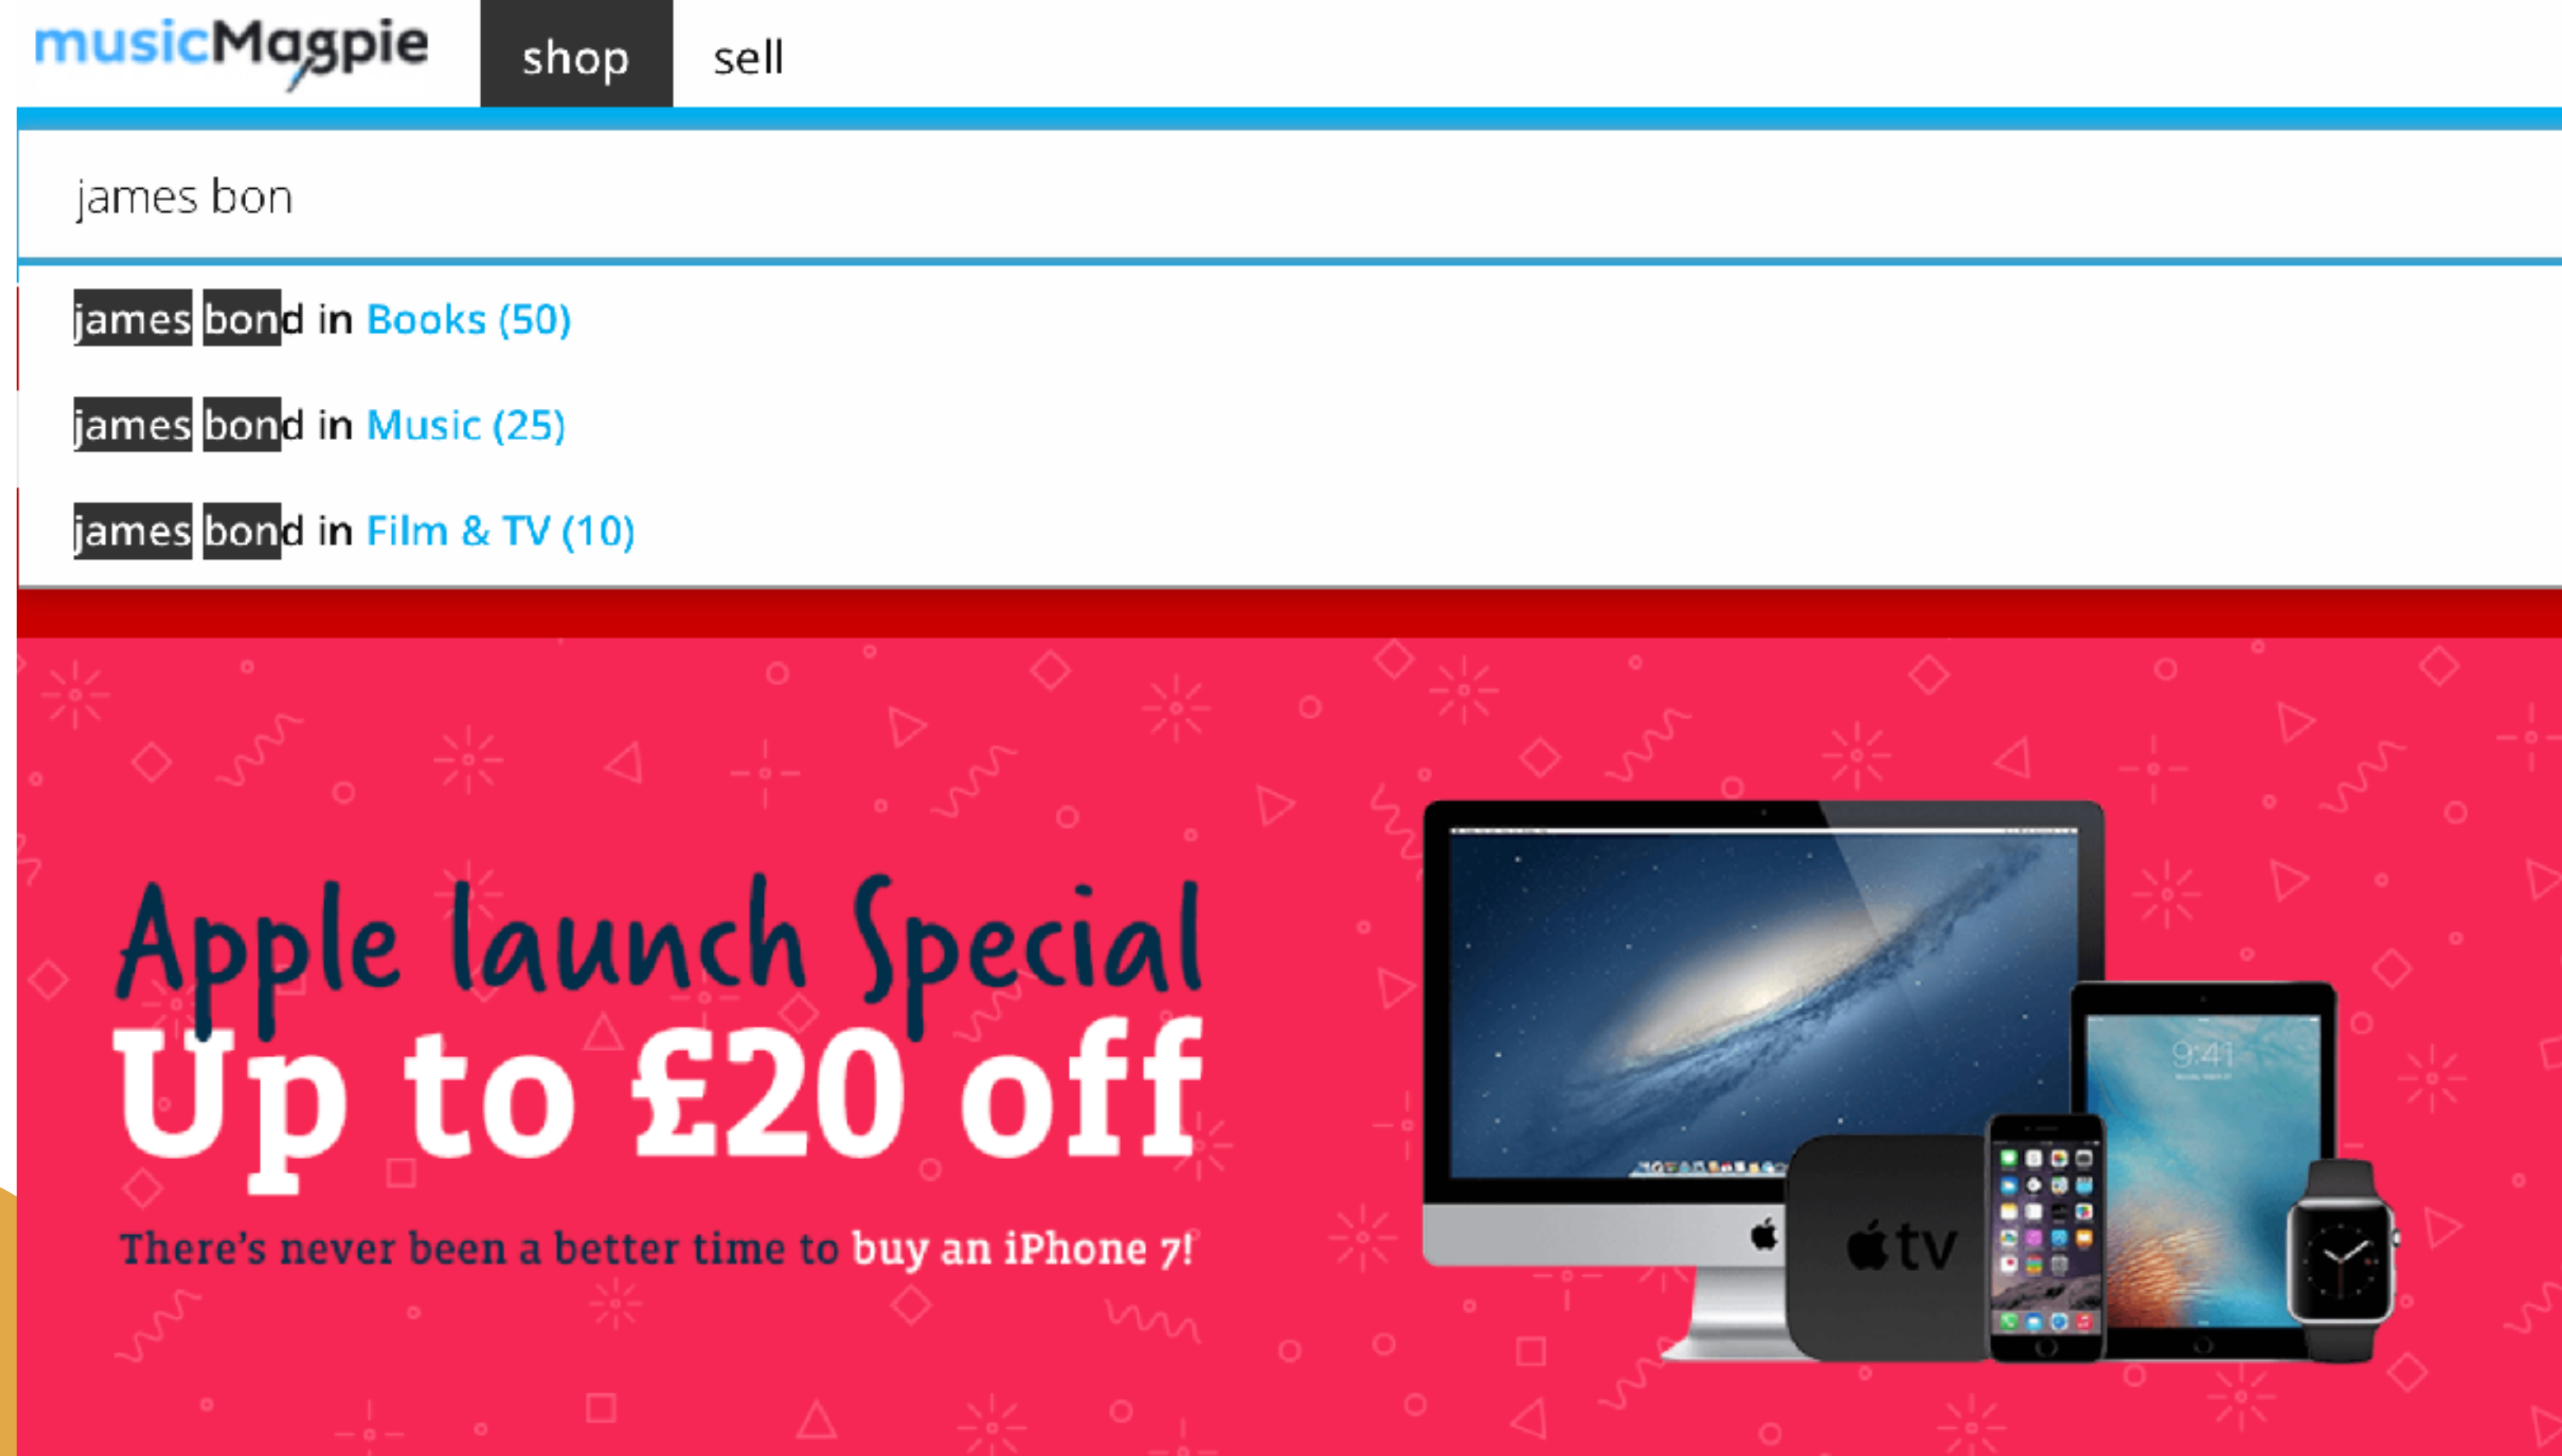 musicMagpie shop sell
james bon
james bond in Books (50)
james bond in Music (25)
james bond in Film & TV (10)
Apple launch Special
Up to £20 off
There's never been a better time to buy an iPhone 7!
9:41
tv